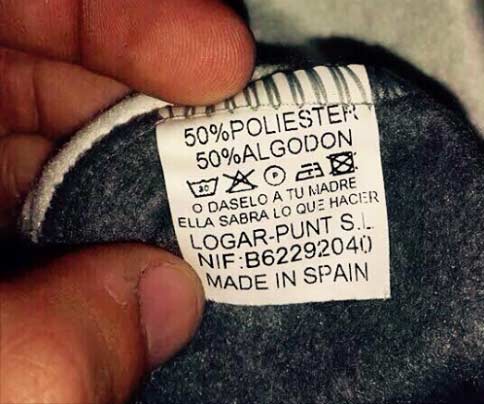 50%POLIESTER
50%ALGODON
30 P
O DASELO A TU MADRE
ELLA SABRA LO QUE HACER
LOGAR-PUNT S.L.
NIF:B62292040
MADE IN SPAIN